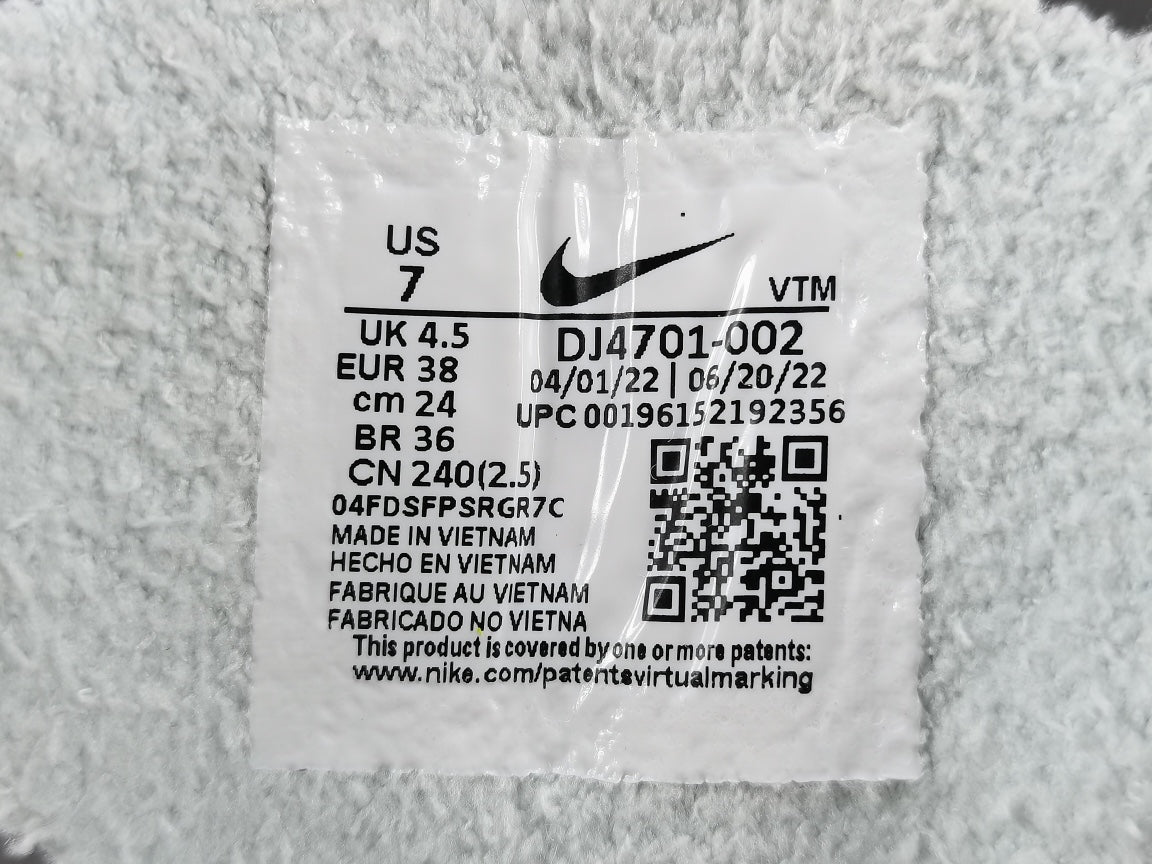 US
7
VTM
UK 4.5
EUR 38
cm 24
BR 36
CN 240(2.5)
DJ4701-002
04/01/22 | 06/20/22
UPC 00196152192356
04FDSFPSRGR7C
MADE IN VIETNAM
HECHO EN VIETNAM
FABRIQUE AU VIETNAM
FABRICADO NO VIETNA
This product is covered by one or more patents:
www.nike.com/patentsvirtualmarking